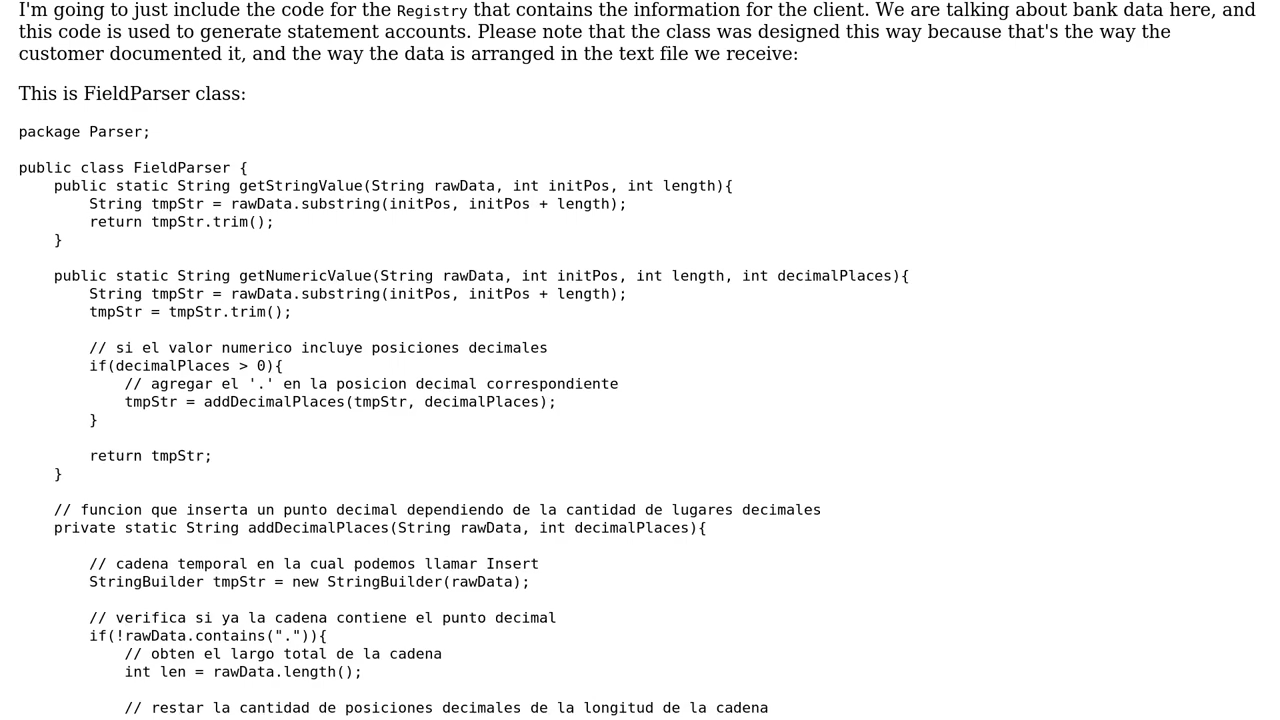 I'm going to just include the code for the Registry that contains the information for the client. We are talking about bank data here, and
this code is used to generate statement accounts. Please note that the class was designed this way because that's the way the
customer documented it, and the way the data is arranged in the text file we receive:
This is FieldParser class:
package Parser;
public class FieldParser {
    public static String getStringValue(String rawData, int initPos, int length){
        String tmpStr = rawData.substring(initPos, initPos + length);
        return tmpStr.trim();
    }
    public static String getNumericValue(String rawData, int initPos, int length, int decimalPlaces){
        String tmpStr = rawData.substring(initPos, initPos + length);
        tmpStr = tmpStr.trim();
        // si el valor numerico incluye posiciones decimales
        if(decimalPlaces > 0){
            // agregar el '.' en la posicion decimal correspondiente
            tmpStr = addDecimalPlaces(tmpStr, decimalPlaces);
        }
        return tmpStr;
    }
    // funcion que inserta un punto decimal dependiendo de la cantidad de lugares decimales
    private static String addDecimalPlaces(String rawData, int decimalPlaces){
        // cadena temporal en la cual podemos llamar Insert
        StringBuilder tmpStr = new StringBuilder(rawData);
        // verifica si ya la cadena contiene el punto decimal
        if(!rawData.contains(".")){
            // obten el largo total de la cadena
            int len = rawData.length();
            // restar la cantidad de posiciones decimales de la longitud de la cadena